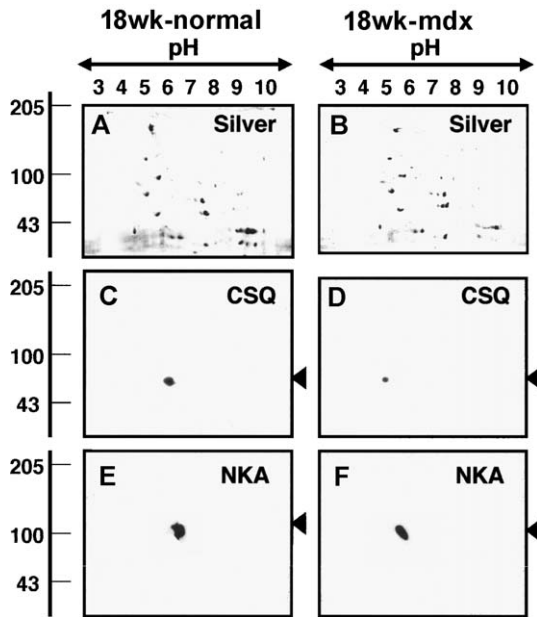 18wk-normal 18wk-mdx
pH pH
3 4 5 6 7 8 9 10 3 4 5 6 7 8 9 10
205
A Silver B Silver
100
43
205
C CSQ D CSQ
100
43
205
E NKA F NKA
100
43